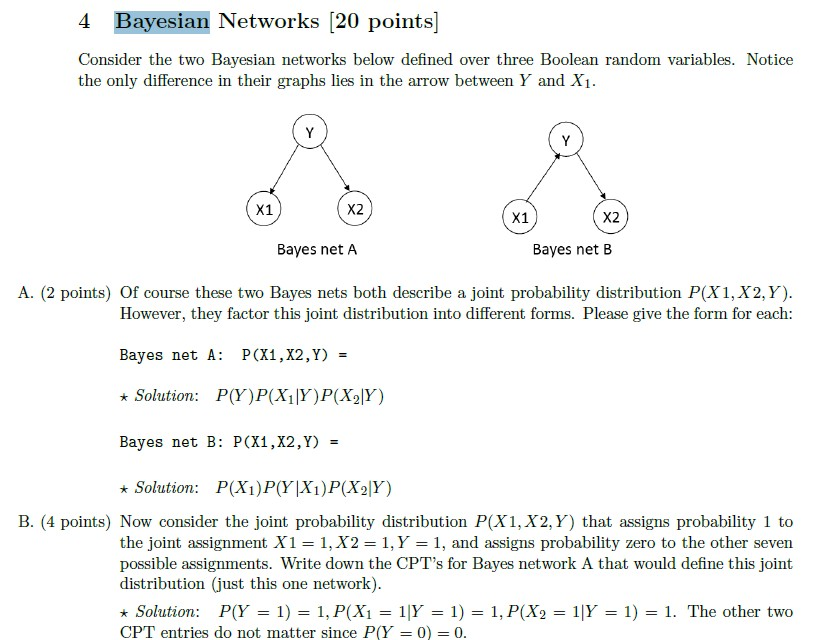 4 Bayesian Networks [20 points]
Consider the two Bayesian networks below defined over three Boolean random variables. Notice
the only difference in their graphs lies in the arrow between Y and X₁.
Y
Y
X1
X2
X1
X2
Bayes net A
Bayes net B
A. (2 points) Of course these two Bayes nets both describe a joint probability distribution P(X1, X2, Y).
However, they factor this joint distribution into different forms. Please give the form for each:
Bayes net A: P(X1,X2,Y) =
⋆ Solution: P(Y)P(X₁|Y)P(X₂|Y)
Bayes net B: P(X1,X2,Y) =
⋆ Solution: P(X₁)P(Y|X₁)P(X₂|Y)
B. (4 points) Now consider the joint probability distribution P(X1, X2, Y) that assigns probability 1 to
the joint assignment X1 = 1, X2 = 1, Y = 1, and assigns probability zero to the other seven
possible assignments. Write down the CPT's for Bayes network A that would define this joint
distribution (just this one network).
⋆ Solution: P(Y = 1) = 1, P(X₁ = 1|Y = 1) = 1, P(X₂ = 1|Y = 1) = 1. The other two
CPT entries do not matter since P(Y = 0) = 0.